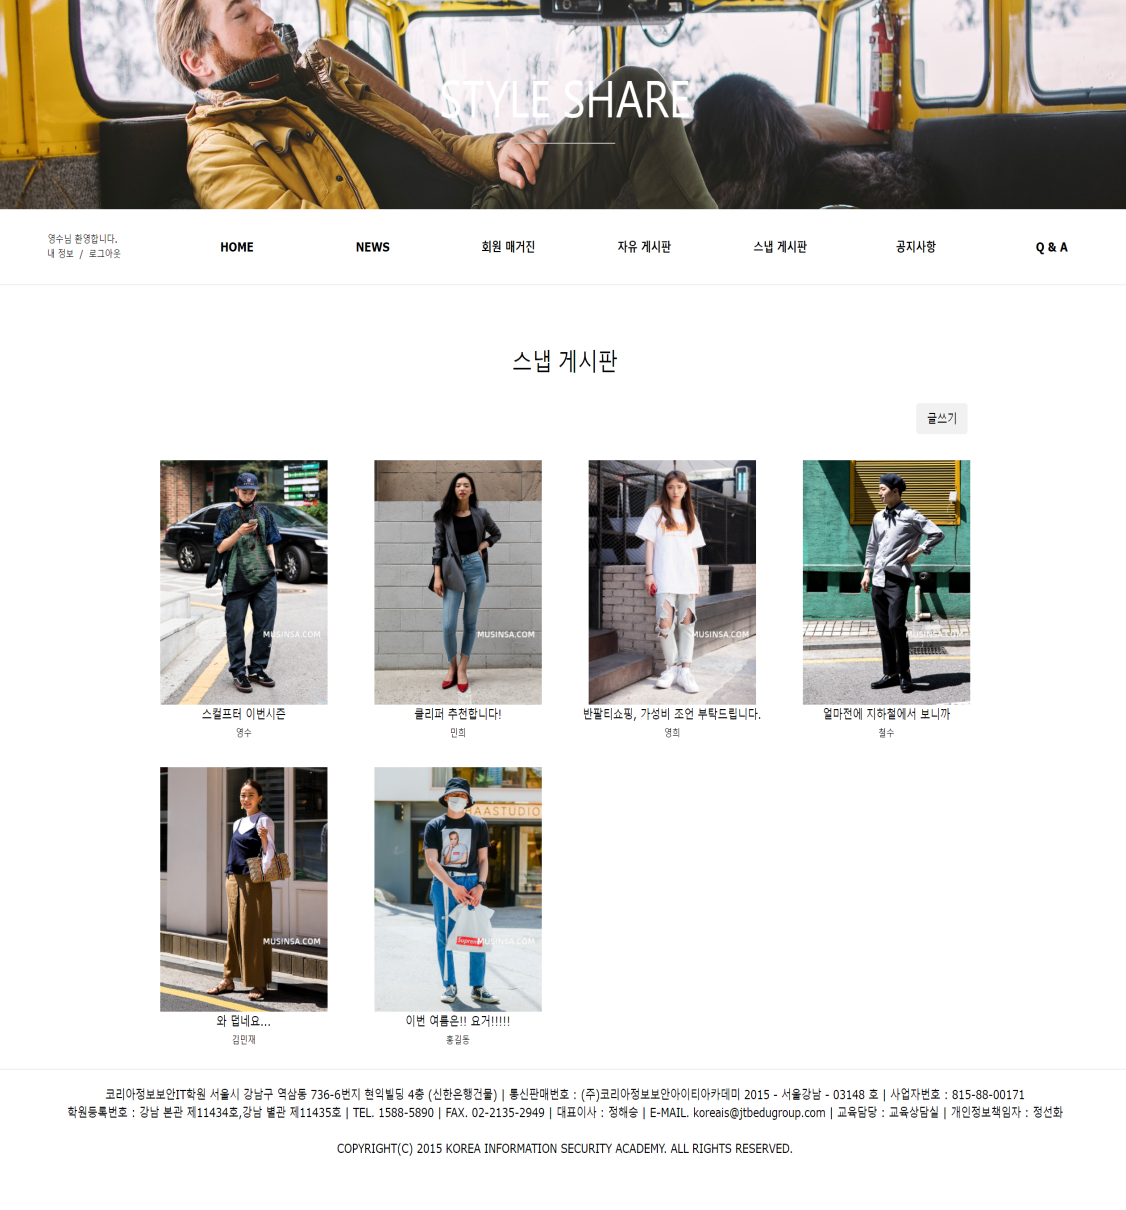 STYLE SHARE
영수님 환영합니다.
내 정보 / 로그아웃
HOME
NEWS
회원 매거진
자유 게시판
스냅 게시판
공지사항
Q & A
스냅 게시판
글쓰기
MUSINSA.COM
MUSINSA.COM
MUSINSA.COM
MUSINSA.COM
스컬프터 이번시즌
클리퍼 추천합니다!
반팔티쇼핑, 가성비 조언 부탁드립니다.
얼마전에 지하철에서 보니까
영수
민희
영희
철수
HAASTUDIO
MUSINSA.COM
Supreme
MUSINSA.COM
와 덥네요...
이번 여름은!! 요거!!!!!
김민재
홍길동
코리아정보보안IT학원 서울시 강남구 역삼동 736-6번지 현익빌딩 4층 (신한은행건물) | 통신판매번호 : (주)코리아정보보안아이티아카데미 2015 - 서울강남 - 03148 호 | 사업자번호 : 815-88-00171
학원등록번호 : 강남 본관 제11434호,강남 별관 제11435호 | TEL. 1588-5890 | FAX. 02-2135-2949 | 대표이사 : 정해승 | E-MAIL. koreais@jtbedugroup.com | 교육담당 : 교육상담실 | 개인정보책임자 : 정선화
COPYRIGHT(C) 2015 KOREA INFORMATION SECURITY ACADEMY. ALL RIGHTS RESERVED.